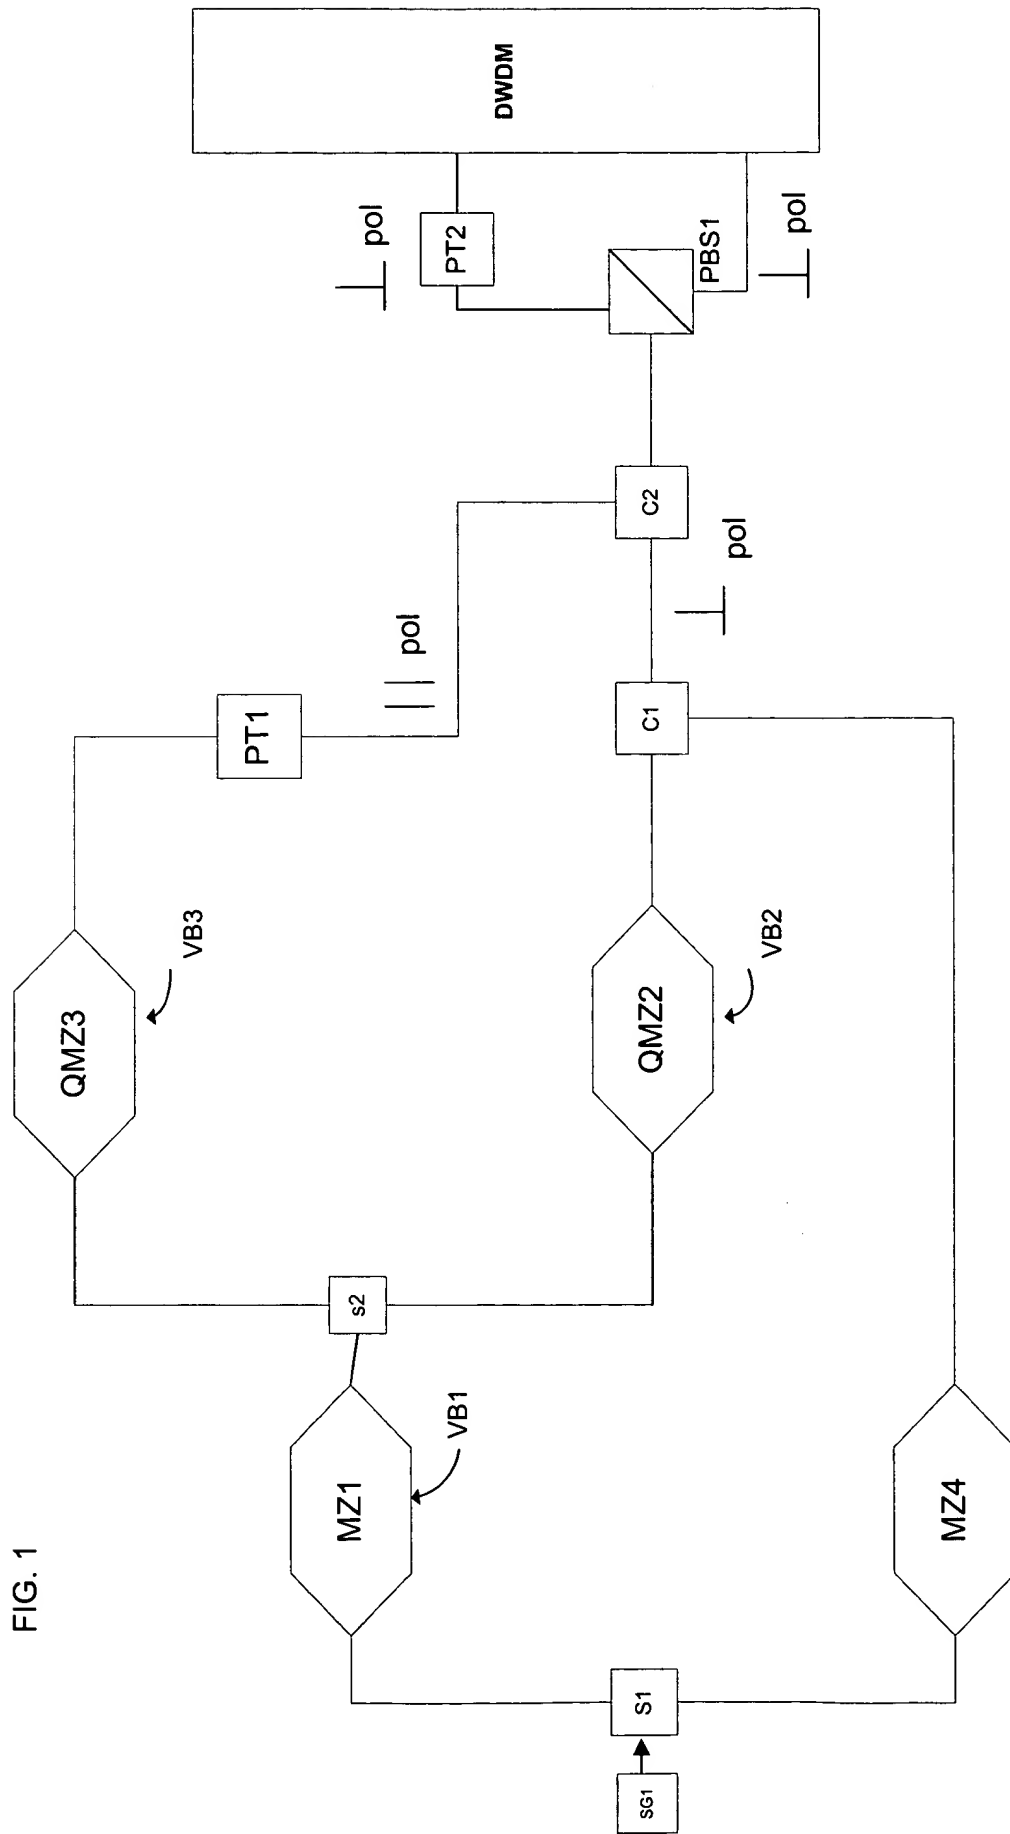 FIG. 1
SG1
S1
MZ1
VB1
MZ4
s2
QMZ3
VB3
QMZ2
VB2
PT1
pol
C1
pol
C2
PBS1
pol
PT2
pol
DWDM